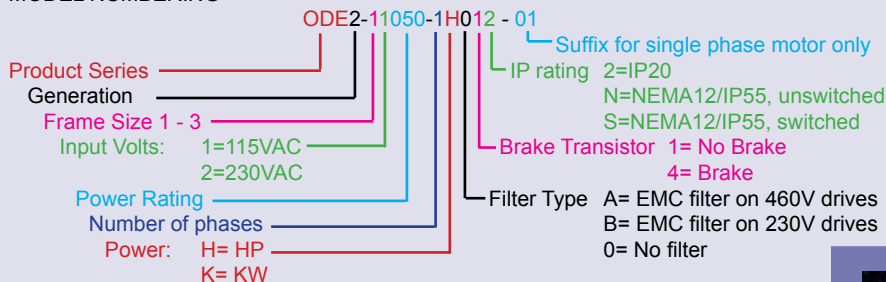 MODEL NUMBERING
ODE2-11050-1H012 - 01
Suffix for single phase motor only
Product Series
IP rating 2=IP20
Generation
N=NEMA12/IP55, unswitched
Frame Size 1 - 3
S=NEMA12/IP55, switched
Input Volts: 1=115VAC
Brake Transistor 1= No Brake
2=230VAC
4= Brake
Power Rating
Filter Type A= EMC filter on 460V drives
Number of phases
B= EMC filter on 230V drives
Power: H= HP
0= No filter
K= KW